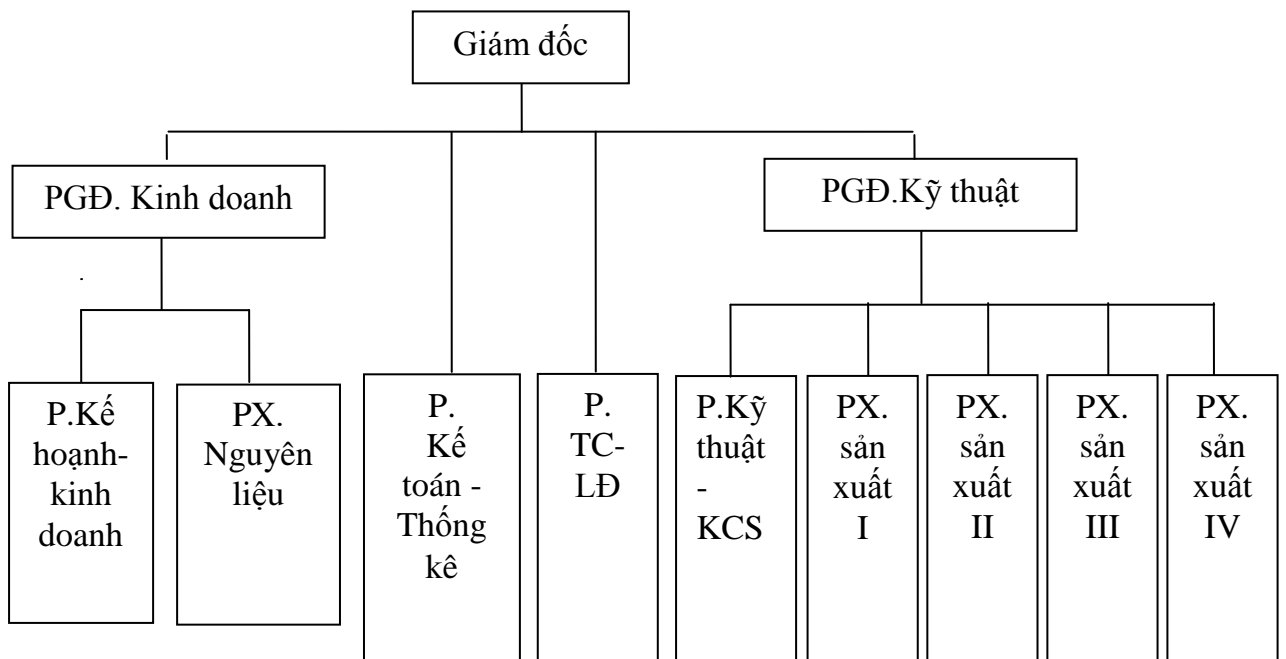 Giám đốc
PGĐ. Kinh doanh
PGĐ.Kỹ thuật
P.Kế
hoạnh-
kinh
doanh
PX.
Nguyên
liệu
P.
Kế
toán -
Thống
kê
P.
TC-
LĐ
P.Kỹ
thuật
-
KCS
PX.
sản
xuất
I
PX.
sản
xuất
II
PX.
sản
xuất
III
PX.
sản
xuất
IV